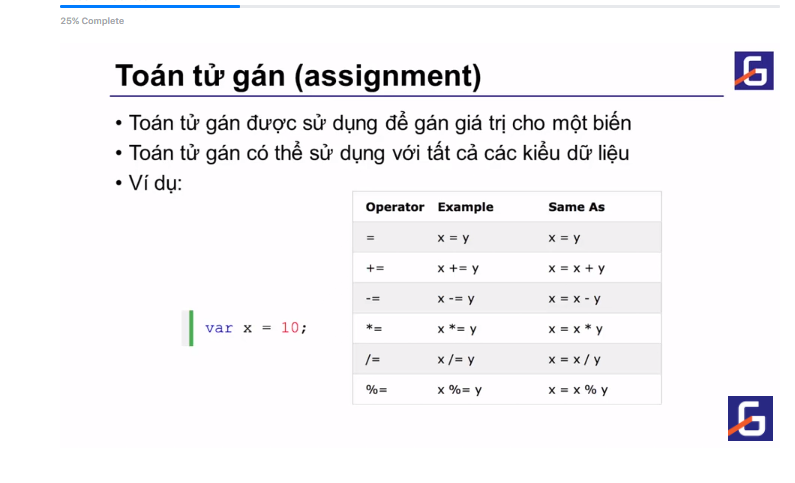 25% Complete
Toán tử gán (assignment)
• Toán tử gán được sử dụng để gán giá trị cho một biến
• Toán tử gán có thể sử dụng với tất cả các kiểu dữ liệu
• Ví dụ:
Operator Example Same As
= x = y x = y
+= x += y x = x + y
-= x -= y x = x - y
*= x *= y x = x * y
/= x /= y x = x / y
%= x %= y x = x % y
var x = 10;
G
G